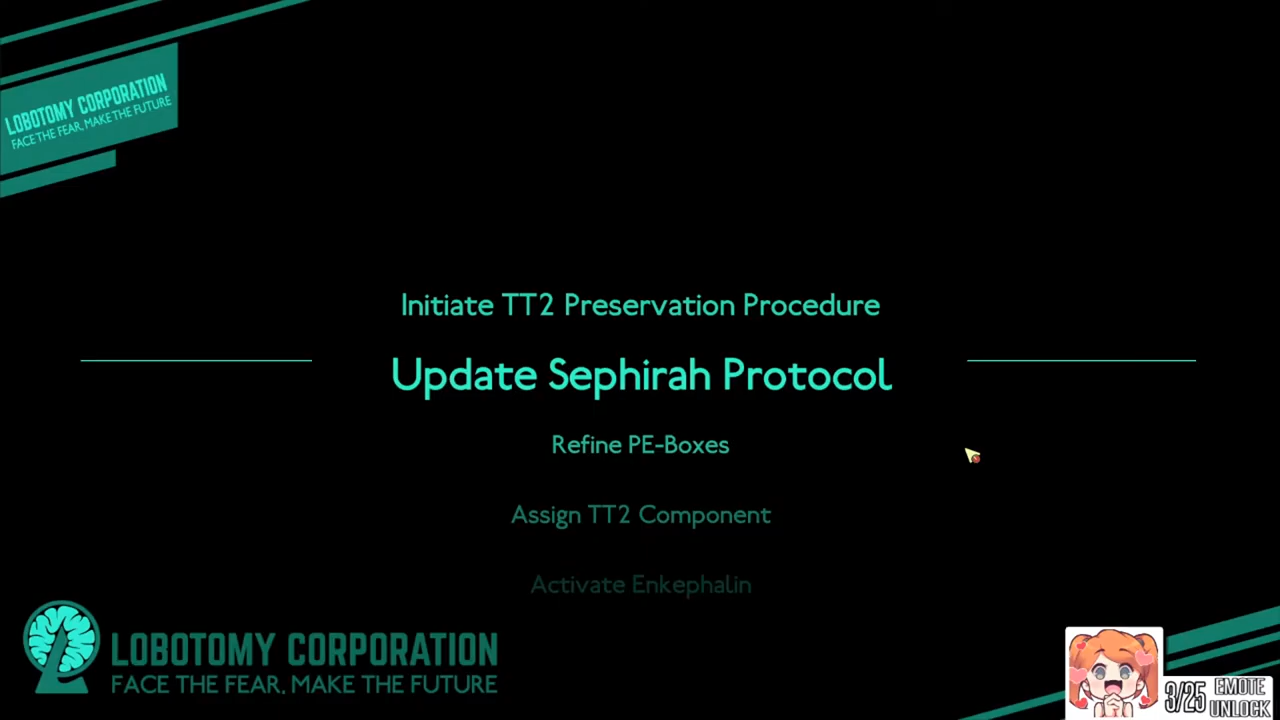 LOBOTOMY CORPORATION
FACE THE FEAR, MAKE THE FUTURE
Initiate TT2 Preservation Procedure
Update Sephirah Protocol
Refine PE-Boxes
Assign TT2 Component
Activate Enkephalin
LOBOTOMY CORPORATION
FACE THE FEAR, MAKE THE FUTURE
3/25 EMOTE
UNLOCK